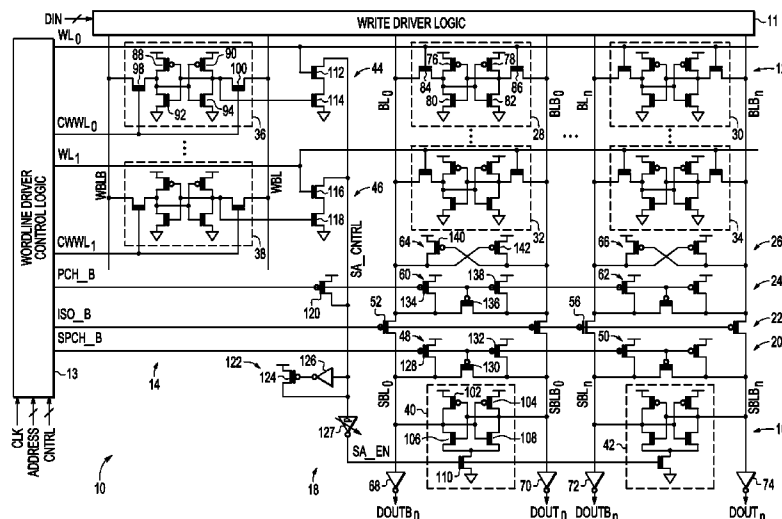 DIN WRITE DRIVER LOGIC 11
WL0 88 90 98 100 112 44 76 78 84 86 12
114 80 82
92 94 36 28 30
CWWL0
BL0 BLB0 BLn BLBn
WORDLINE DRIVER CONTROL LOGIC
WL1 116 46
WBLB WBL 118
38 32 34
CWWL1 SA_CNTRL 64 140 142 66 26
PCH_B 60 138 62 24
120 134 136
ISO_B 52 56 22
SPCH_B 48 132 50 20
122 126 128 130
13 14 124
SBL0 SBLB0 SBLn SBLBn
102 104
40 42
127 106 108
CLK ADDRESS CNTRL
SA_EN
10 18 110
68 70 72 74
DOUTB0 DOUT0 DOUTBn DOUTn